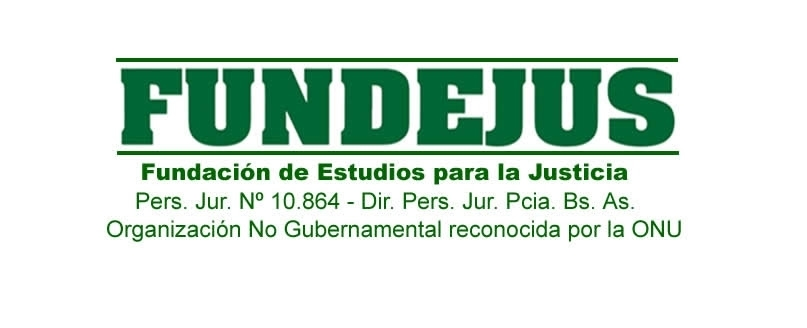 FUNDEJUS
Fundación de Estudios para la Justicia
Pers. Jur. Nº 10.864 - Dir. Pers. Jur. Pcia. Bs. As.
Organización No Gubernamental reconocida por la ONU